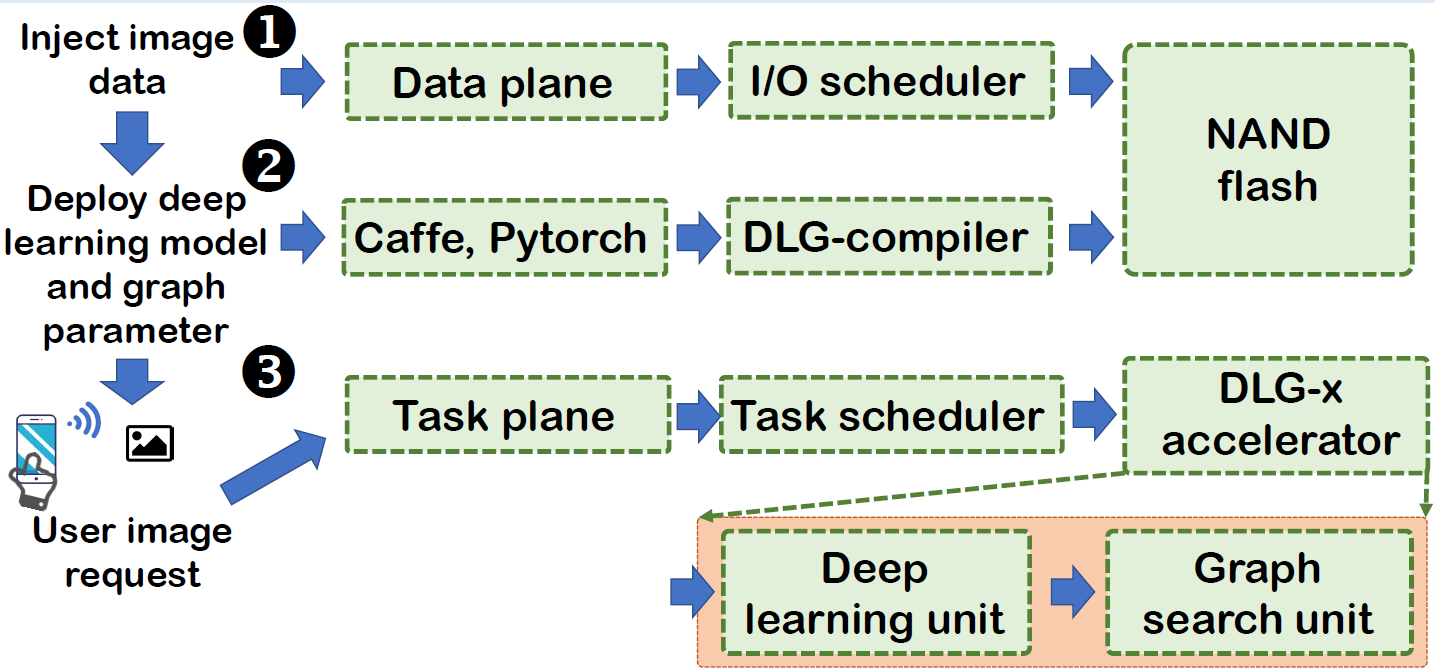 Inject image
data
1
Data plane
I/O scheduler
NAND
flash
2
Deploy deep
learning model
and graph
parameter
Caffe, Pytorch
DLG-compiler
3
Task plane
Task scheduler
DLG-x
accelerator
User image
request
Deep
learning unit
Graph
search unit